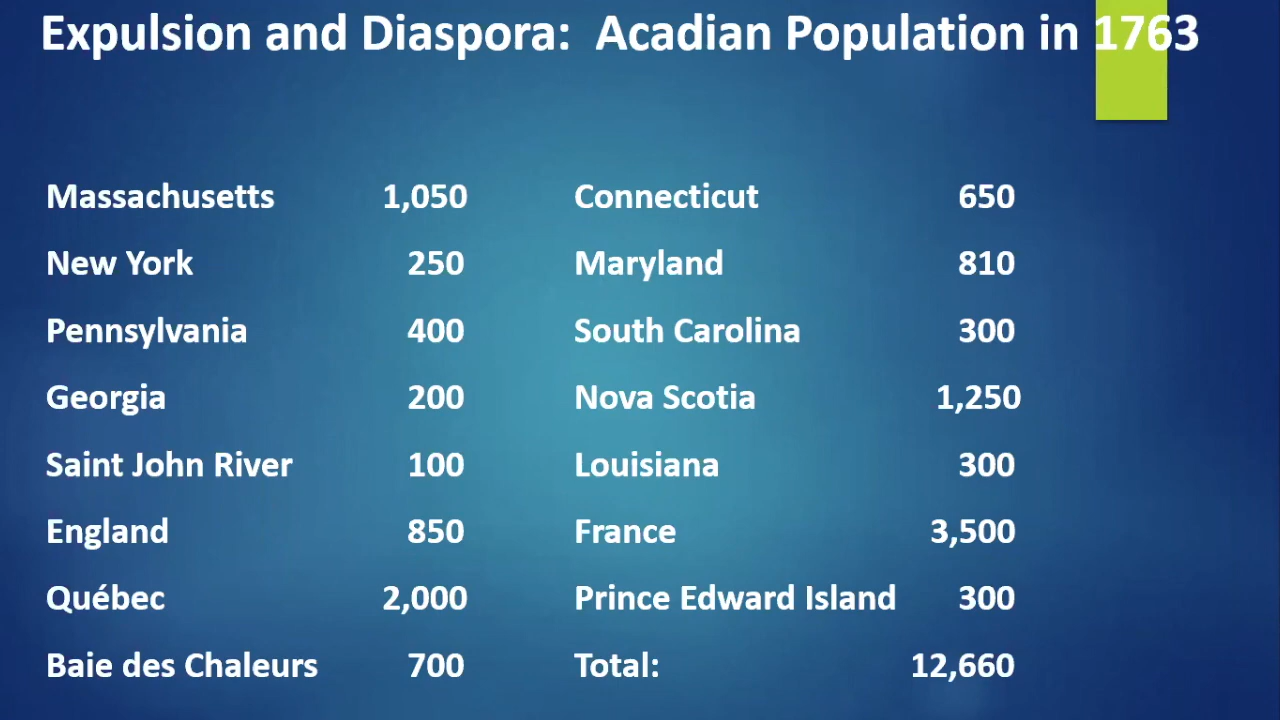 Expulsion and Diaspora: Acadian Population in 1763
Massachusetts 1,050 Connecticut 650
New York 250 Maryland 810
Pennsylvania 400 South Carolina 300
Georgia 200 Nova Scotia 1,250
Saint John River 100 Louisiana 300
England 850 France 3,500
Québec 2,000 Prince Edward Island 300
Baie des Chaleurs 700 Total: 12,660